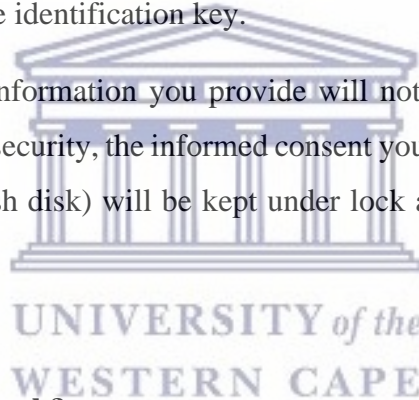 e identification key.
nformation you provide will not
security, the informed consent you
sh disk) will be kept under lock a
UNIVERSITY of the
WESTERN CAPE